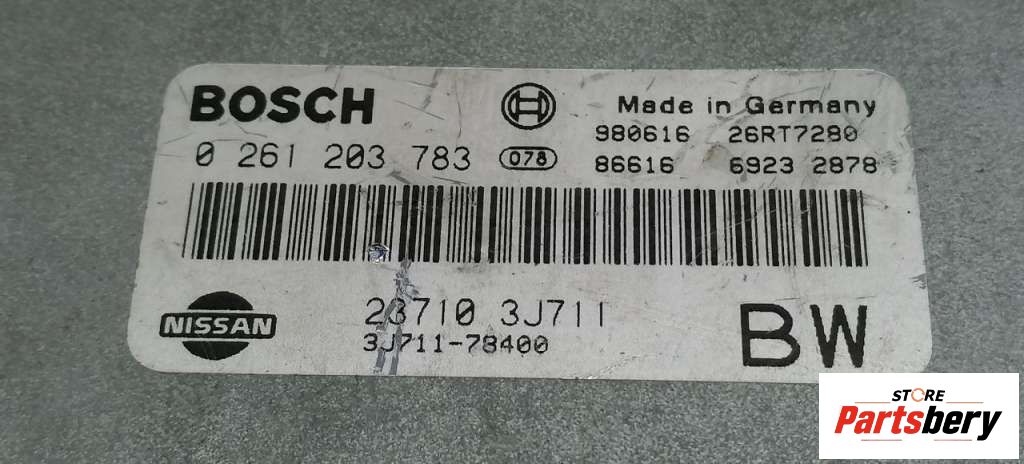 BOSCH
Made in Germany
980616 26RT7280
0 261 203 783 078
86616 6923 2878
NISSAN
23710 3J711
3J711-78400
BW
STORE
Partsbery